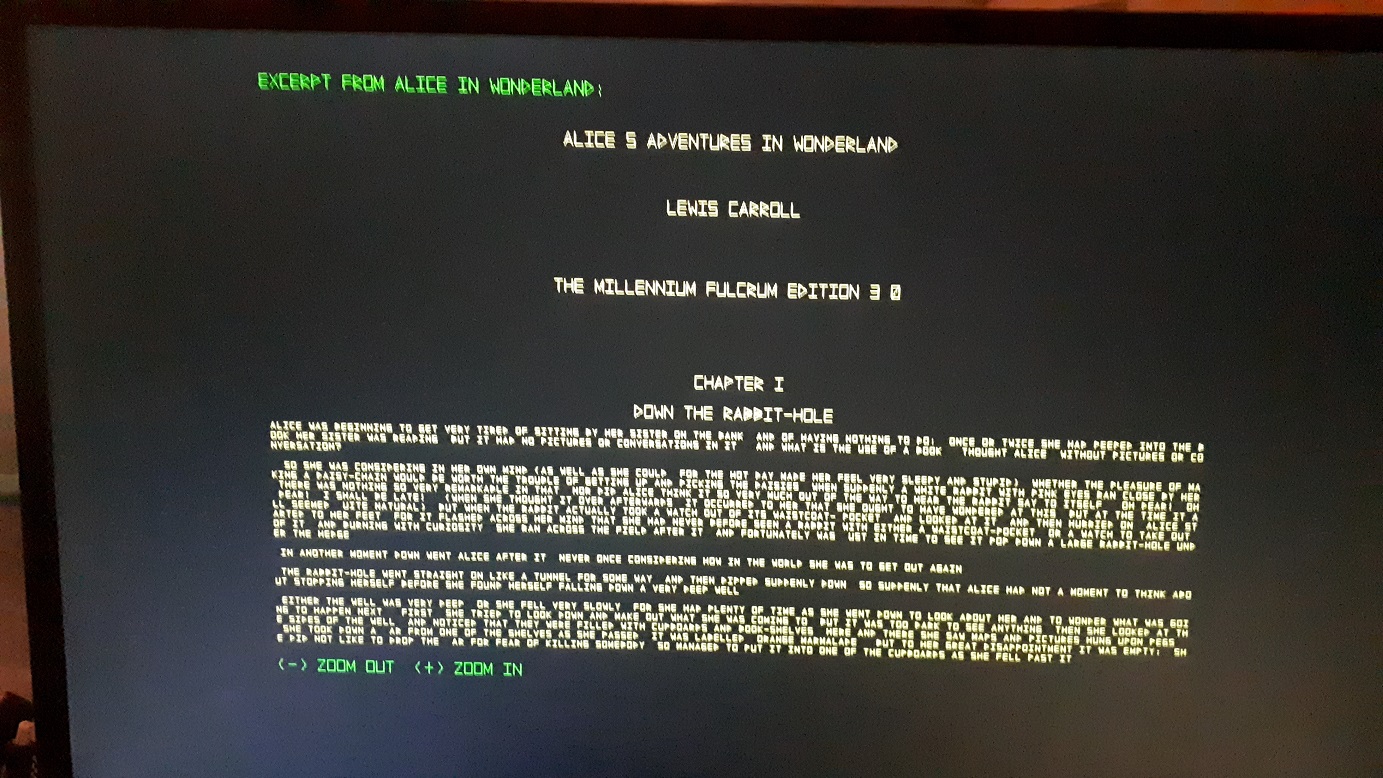 EXCERPT FROM ALICE IN WONDERLAND:
ALICE S ADVENTURES IN WONDERLAND
LEWIS CARROLL
THE MILLENNIUM FULCRUM EDITION 3 0
CHAPTER I
DOWN THE RABBIT-HOLE
ALICE WAS BEGINNING TO GET VERY TIRED OF SITTING BY HER SISTER ON THE BANK AND OF HAVING NOTHING TO DO: ONCE OR TWICE SHE HAD PEEPED INTO THE B
OOK HER SISTER WAS READING BUT IT HAD NO PICTURES OR CONVERSATIONS IN IT AND WHAT IS THE USE OF A BOOK THOUGHT ALICE WITHOUT PICTURES OR CO
NVERSATION?
SO SHE WAS CONSIDERING IN HER OWN MIND (AS WELL AS SHE COULD FOR THE HOT DAY MADE HER FEEL VERY SLEEPY AND STUPID) WHETHER THE PLEASURE OF MA
KING A DAISY-CHAIN WOULD BE WORTH THE TROUBLE OF GETTING UP AND PICKING THE DAISIES WHEN SUDDENLY A WHITE RABBIT WITH PINK EYES RAN CLOSE BY HER
THERE WAS NOTHING SO VERY REMARKABLE IN THAT NOR DID ALICE THINK IT SO VERY MUCH OUT OF THE WAY TO HEAR THE RABBIT SAY TO ITSELF OH DEAR! OH
DEAR! I SHALL BE LATE! (WHEN SHE THOUGHT IT OVER AFTERWARDS IT OCCURRED TO HER THAT SHE OUGHT TO HAVE WONDERED AT THIS BUT AT THE TIME IT A
LL SEEMED UITE NATURAL) BUT WHEN THE RABBIT ACTUALLY TOOK A WATCH OUT OF ITS WAISTCOAT-POCKET AND LOOKED AT IT AND THEN HURRIED ON ALICE ST
ARTED TO HER FEET FOR IT FLASHED ACROSS HER MIND THAT SHE HAD NEVER BEFORE SEEN A RABBIT WITH EITHER A WAISTCOAT-POCKET OR A WATCH TO TAKE OUT
OF IT AND BURNING WITH CURIOSITY SHE RAN ACROSS THE FIELD AFTER IT AND FORTUNATELY WAS UST IN TIME TO SEE IT POP DOWN A LARGE RABBIT-HOLE UND
ER THE HEDGE
IN ANOTHER MOMENT DOWN WENT ALICE AFTER IT NEVER ONCE CONSIDERING HOW IN THE WORLD SHE WAS TO GET OUT AGAIN
THE RABBIT-HOLE WENT STRAIGHT ON LIKE A TUNNEL FOR SOME WAY AND THEN DIPPED SUDDENLY DOWN SO SUDDENLY THAT ALICE HAD NOT A MOMENT TO THINK ABO
UT STOPPING HERSELF BEFORE SHE FOUND HERSELF FALLING DOWN A VERY DEEP WELL
EITHER THE WELL WAS VERY DEEP OR SHE FELL VERY SLOWLY FOR SHE HAD PLENTY OF TIME AS SHE WENT DOWN TO LOOK ABOUT HER AND TO WONDER WHAT WAS GOI
NG TO HAPPEN NEXT FIRST SHE TRIED TO LOOK DOWN AND MAKE OUT WHAT SHE WAS COMING TO BUT IT WAS TOO DARK TO SEE ANYTHING; THEN SHE LOOKED AT TH
E SIDES OF THE WELL AND NOTICED THAT THEY WERE FILLED WITH CUPBOARDS AND BOOK-SHELVES HERE AND THERE SHE SAW MAPS AND PICTURES HUNG UPON PEGS
SHE TOOK DOWN A AR FROM ONE OF THE SHELVES AS SHE PASSED IT WAS LABELLED ORANGE MARMALADE BUT TO HER GREAT DISAPPOINTMENT IT WAS EMPTY: SH
E DID NOT LIKE TO DROP THE AR FOR FEAR OF KILLING SOMEBODY SO MANAGED TO PUT IT INTO ONE OF THE CUPBOARDS AS SHE FELL PAST IT
(-) ZOOM OUT (+) ZOOM IN